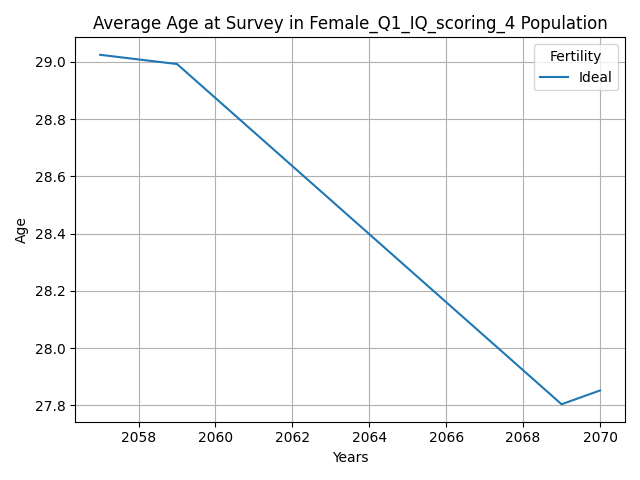 Average Age at Survey in Female_Q1_IQ_scoring_4 Population
Fertility
Ideal
29.0
28.8
28.6
28.4
28.2
28.0
27.8
Age
2058 2060 2062 2064 2066 2068 2070
Years